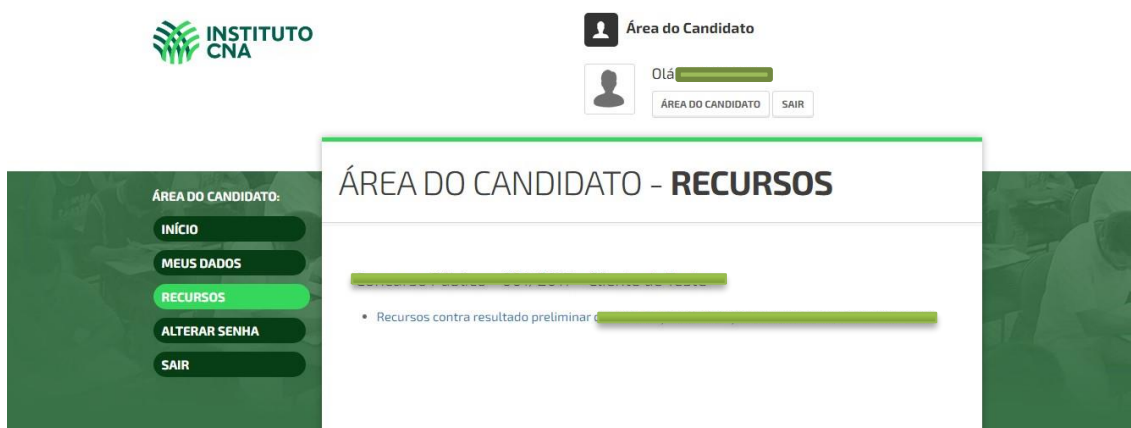 INSTITUTO
CNA
Área do Candidato
Olá
ÁREA DO CANDIDATO
SAIR
ÁREA DO CANDIDATO:
INÍCIO
MEUS DADOS
RECURSOS
ALTERAR SENHA
SAIR
ÁREA DO CANDIDATO - RECURSOS
Recursos contra resultado preliminar